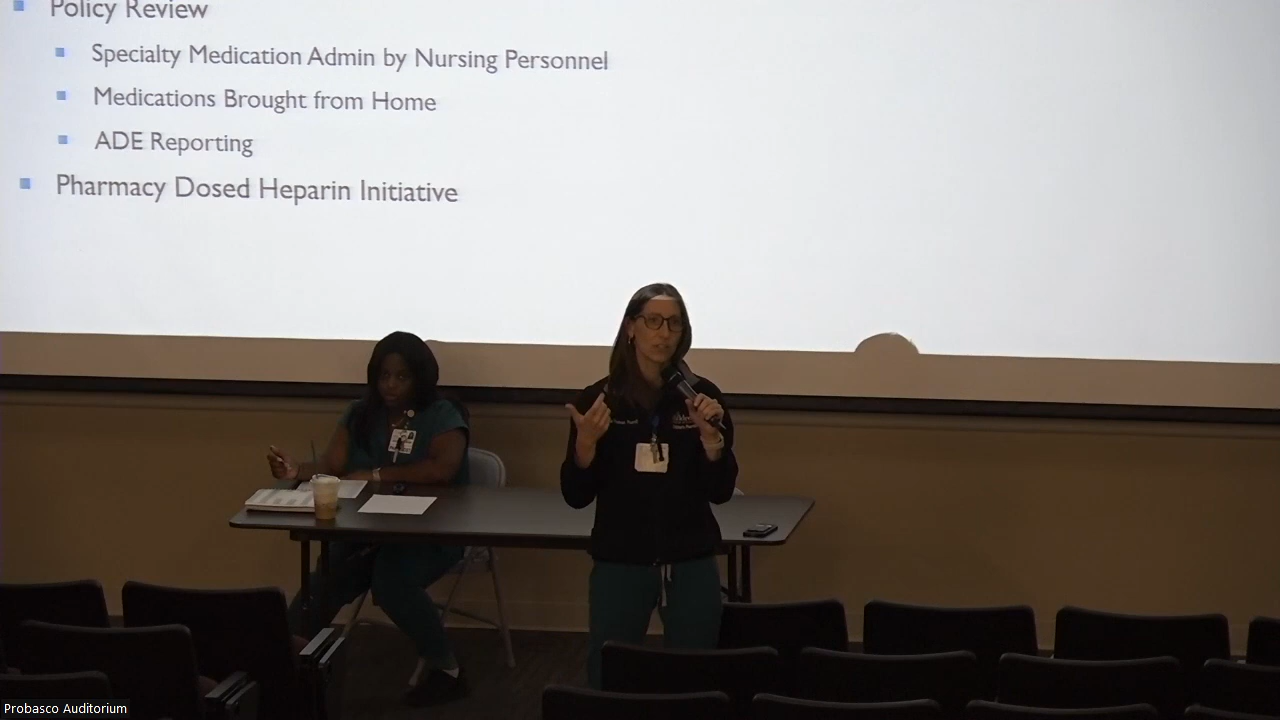 Policy Review
Specialty Medication Admin by Nursing Personnel
Medications Brought from Home
ADE Reporting
Pharmacy Dosed Heparin Initiative
Probasco Auditorium